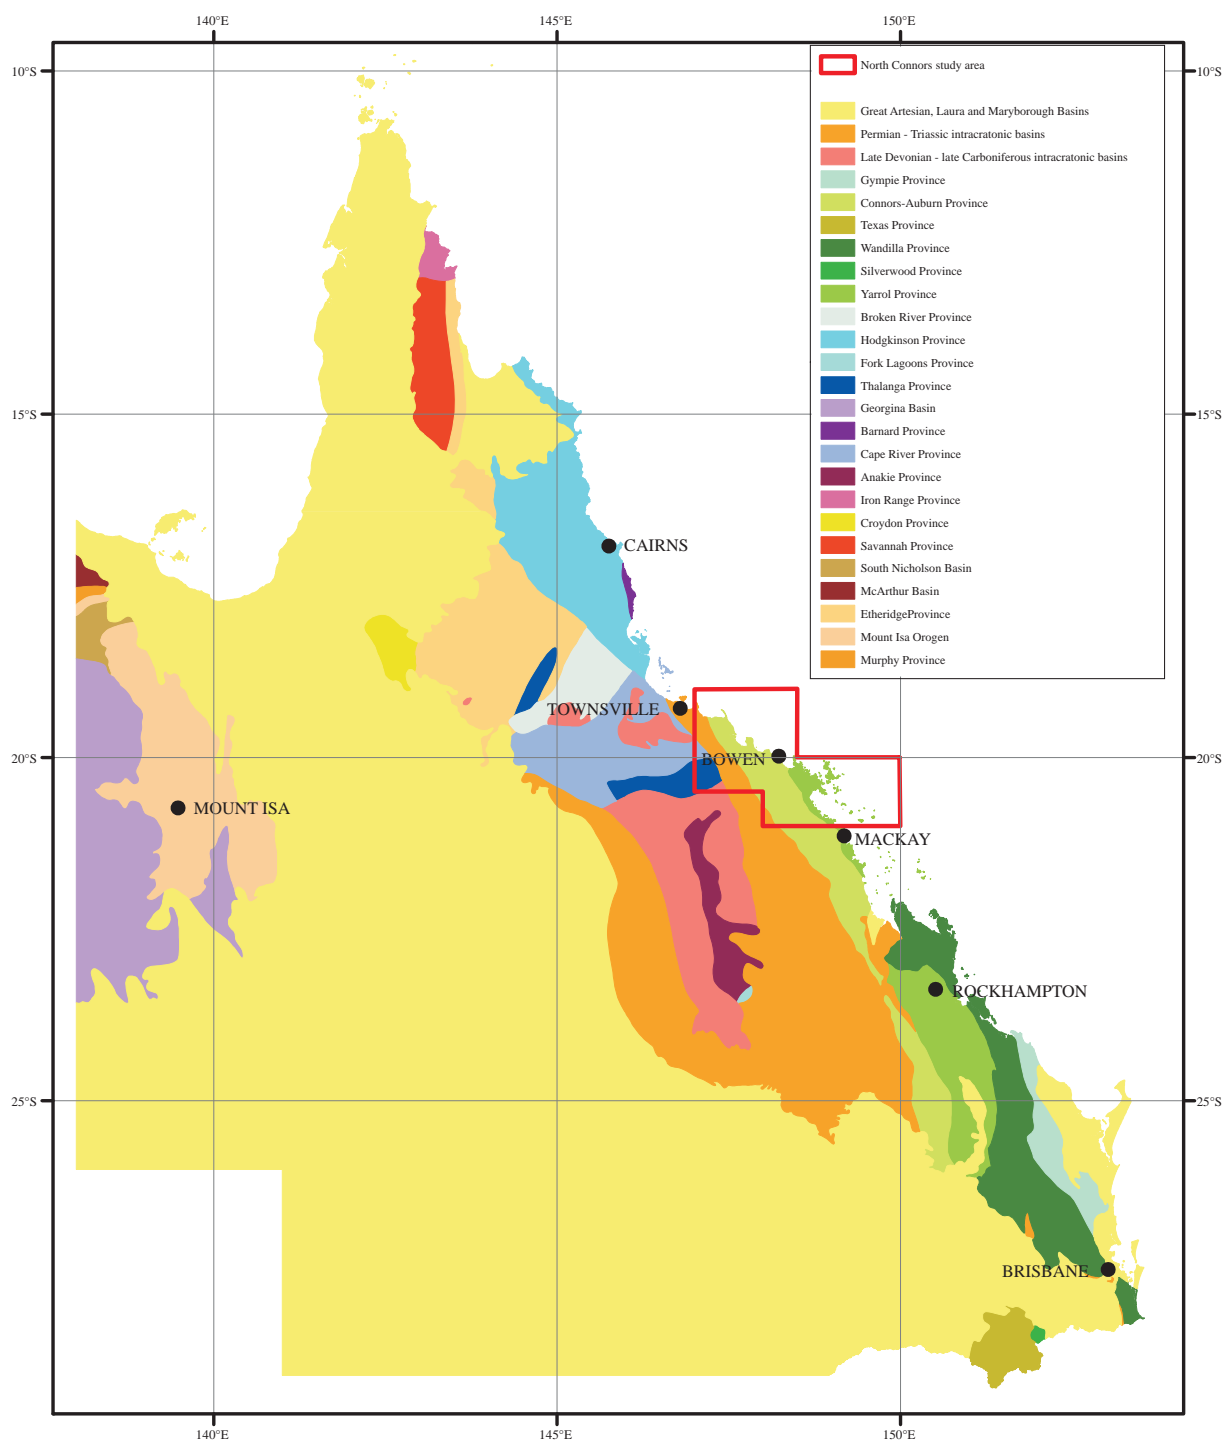 140°E
145°E
150°E
10°S
10°S
North Connors study area
Great Artesian, Laura and Maryborough Basins
Permian - Triassic intracratonic basins
Late Devonian - late Carboniferous intracratonic basins
Gympie Province
Connors-Auburn Province
Texas Province
Wandilla Province
Silverwood Province
Yarrol Province
Broken River Province
Hodgkinson Province
Fork Lagoons Province
Thalanga Province
Georgina Basin
Barnard Province
Cape River Province
Anakie Province
Iron Range Province
Croydon Province
Savannah Province
South Nicholson Basin
McArthur Basin
EtheridgeProvince
Mount Isa Orogen
Murphy Province
15°S
15°S
CAIRNS
TOWNSVILLE
BOWEN
20°S
20°S
MOUNT ISA
MACKAY
ROCKHAMPTON
25°S
25°S
BRISBANE
140°E
145°E
150°E